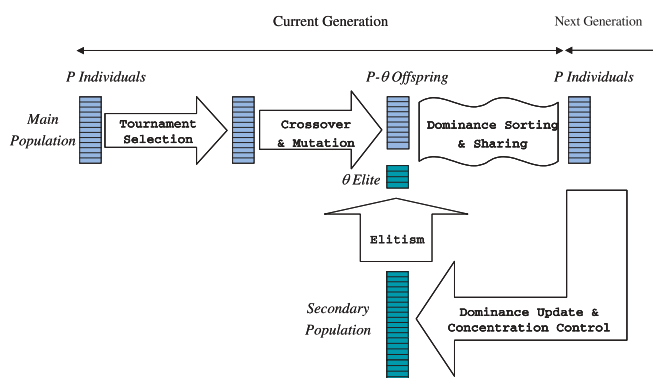 Current Generation
Next Generation
P Individuals
P-θ Offspring
P Individuals
Main
Population
Tournament
Selection
Crossover
& Mutation
Dominance Sorting
& Sharing
θ Elite
Elitism
Secondary
Population
Dominance Update &
Concentration Control